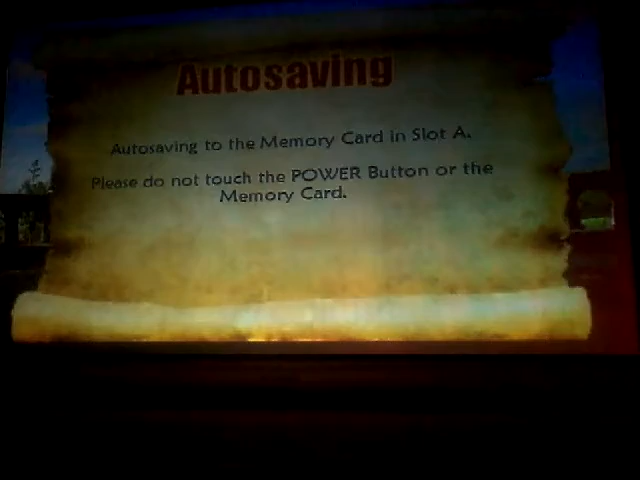 Autosaving
Autosaving to the Memory Card in Slot A.
Please do not touch the POWER Button or the
Memory Card.